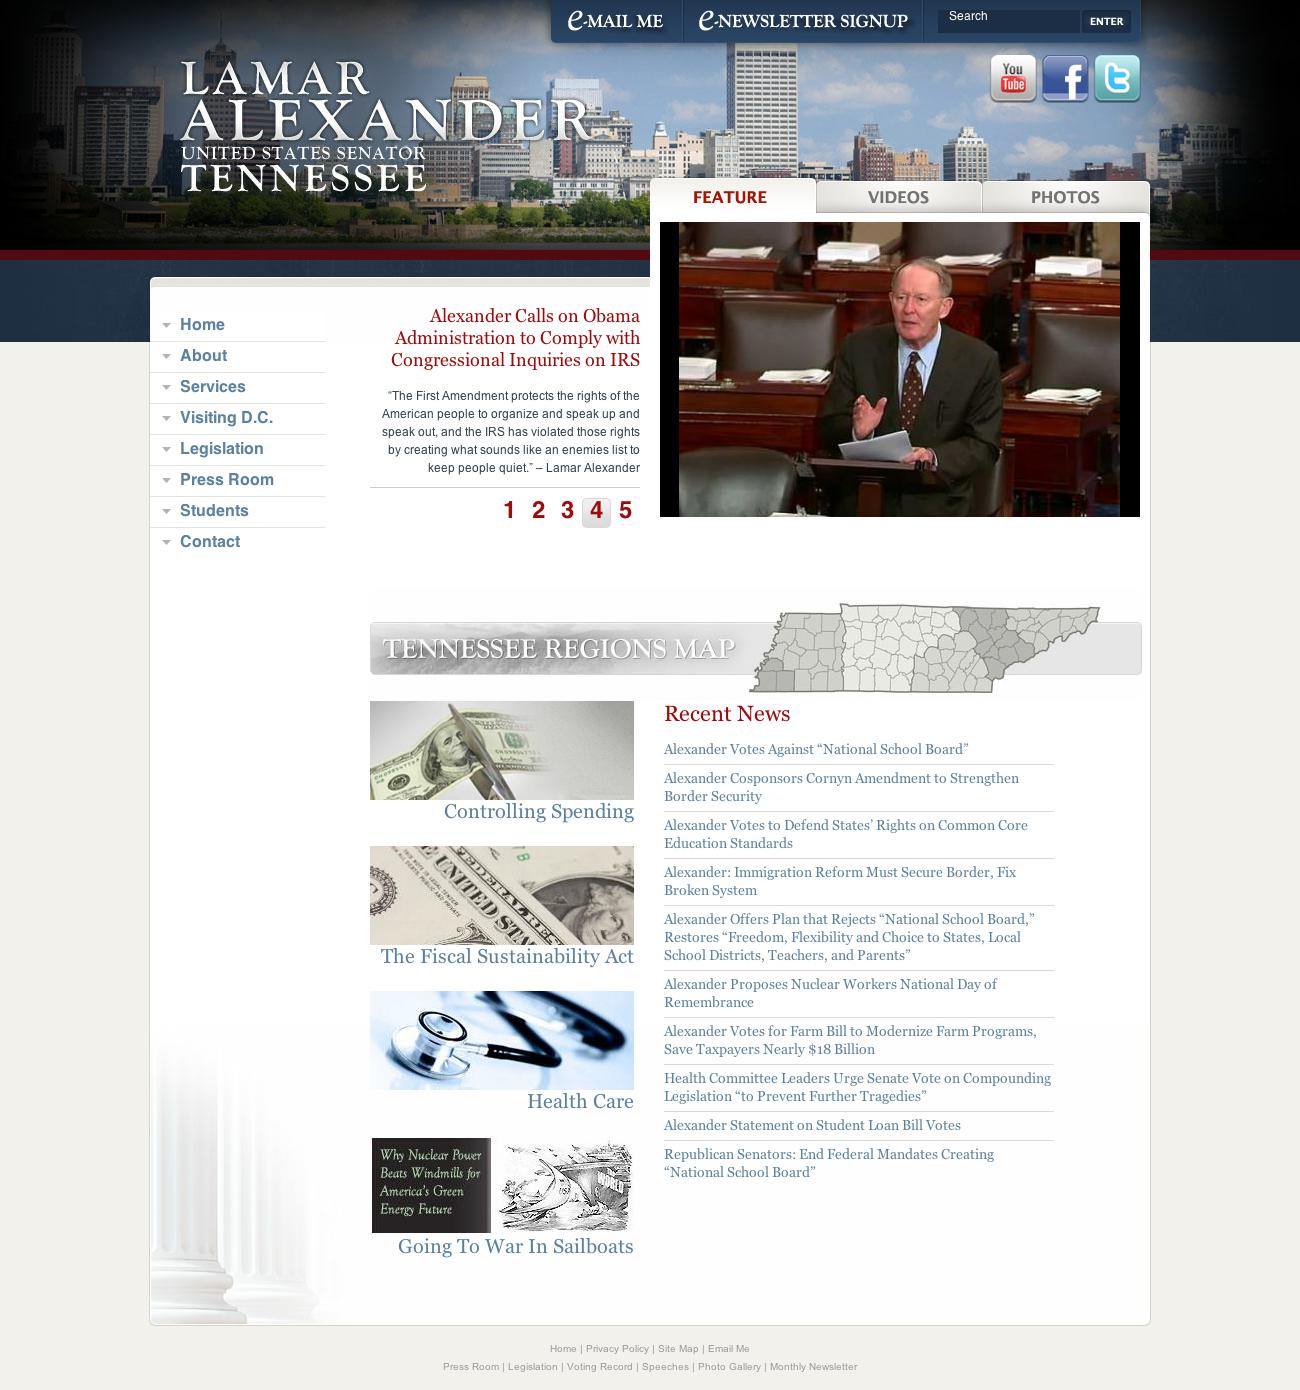 e-MAIL ME
e-NEWSLETTER SIGNUP
Search
ENTER
You
Tube
LAMAR
ALEXANDER
UNITED STATES SENATOR
TENNESSEE
FEATURE
VIDEOS
PHOTOS
Home
About
Services
Visiting D.C.
Legislation
Press Room
Students
Contact
Alexander Calls on Obama
Administration to Comply with
Congressional Inquiries on IRS
“The First Amendment protects the rights of the
American people to organize and speak up and
speak out, and the IRS has violated those rights
by creating what sounds like an enemies list to
keep people quiet.” – Lamar Alexander
1 2 3 4 5
TENNESSEE REGIONS MAP
Controlling Spending
The Fiscal Sustainability Act
Health Care
Why Nuclear Power
Beats Windmills for
America's Green
Energy Future
WORLD
Going To War In Sailboats
Recent News
Alexander Votes Against “National School Board”
Alexander Cosponsors Cornyn Amendment to Strengthen
Border Security
Alexander Votes to Defend States’ Rights on Common Core
Education Standards
Alexander: Immigration Reform Must Secure Border, Fix
Broken System
Alexander Offers Plan that Rejects “National School Board,”
Restores “Freedom, Flexibility and Choice to States, Local
School Districts, Teachers, and Parents”
Alexander Proposes Nuclear Workers National Day of
Remembrance
Alexander Votes for Farm Bill to Modernize Farm Programs,
Save Taxpayers Nearly $18 Billion
Health Committee Leaders Urge Senate Vote on Compounding
Legislation “to Prevent Further Tragedies”
Alexander Statement on Student Loan Bill Votes
Republican Senators: End Federal Mandates Creating
“National School Board”
Home | Privacy Policy | Site Map | Email Me
Press Room | Legislation | Voting Record | Speeches | Photo Gallery | Monthly Newsletter